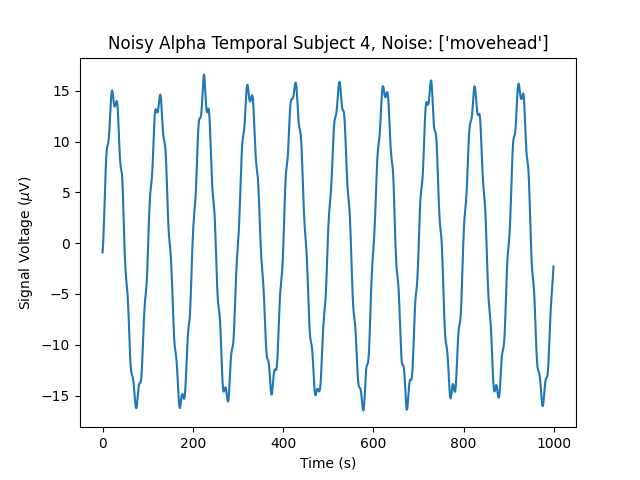 Noisy Alpha Temporal Subject 4, Noise: ['movehead']
Signal Voltage (μV)
15
10
5
0
−5
−10
−15
0 200 400 600 800 1000
Time (s)